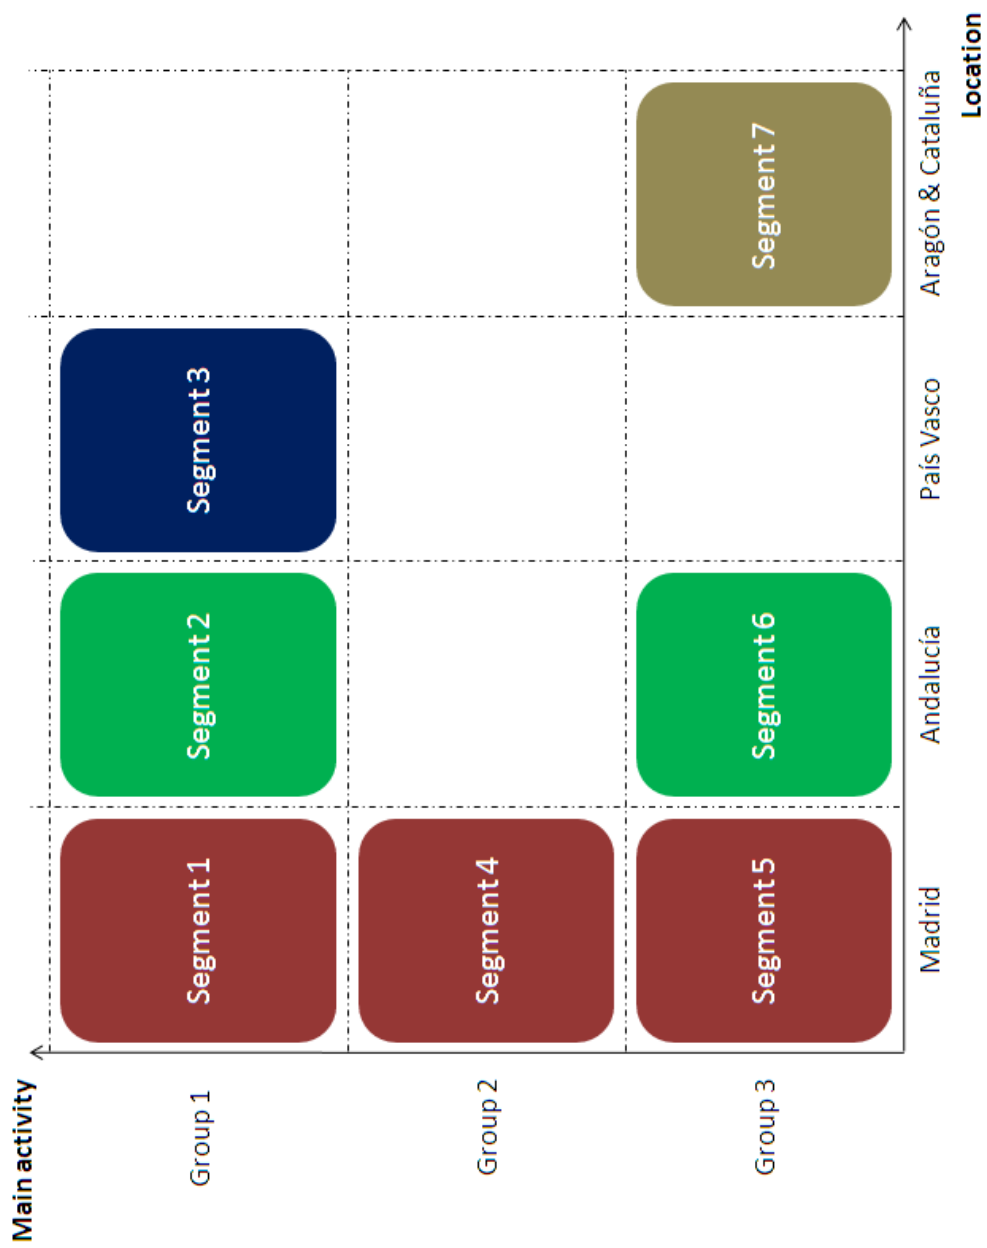 Main activity
Group 1
Segment 1
Segment 2
Segment 3
Group 2
Segment 4
Group 3
Segment 5
Segment 6
Segment 7
Madrid
Andalucía
País Vasco
Aragón & Cataluña
Location